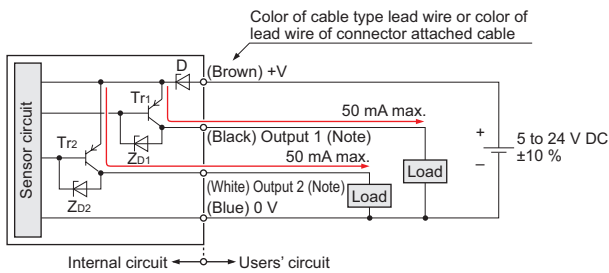 Color of cable type lead wire or color of
lead wire of connector attached cable
D
(Brown) +V
Tr1
50 mA max.
ZD1
(Black) Output 1 (Note)
+
5 to 24 V DC
±10 %
–
Tr2
50 mA max.
Load
Sensor circuit
ZD2
(White) Output 2 (Note)
Load
(Blue) 0 V
Internal circuit
Users' circuit